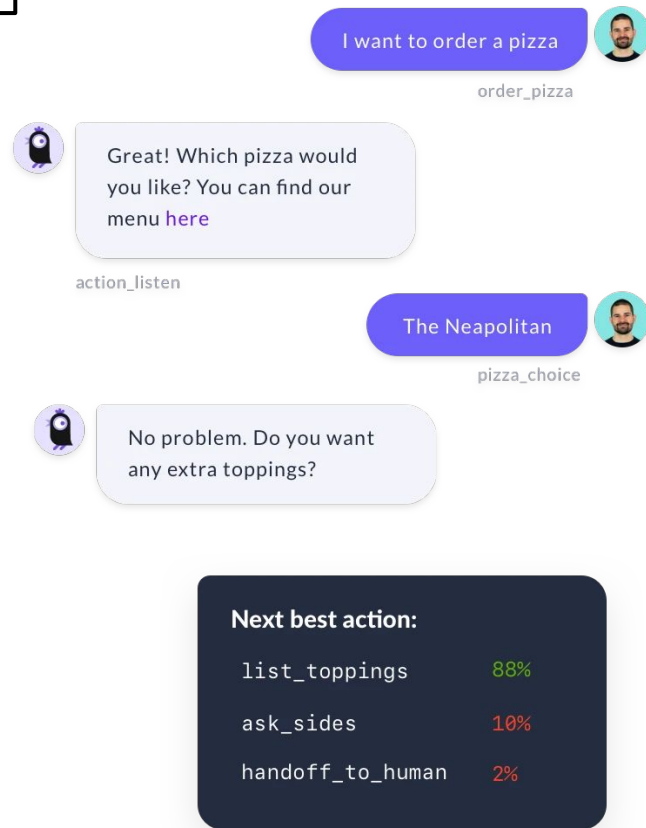 I want to order a pizza
order_pizza
Great! Which pizza would
you like? You can find our
menu here
action_listen
The Neapolitan
pizza_choice
No problem. Do you want
any extra toppings?
Next best action:
list_toppings 88%
ask_sides 10%
handoff_to_human 2%